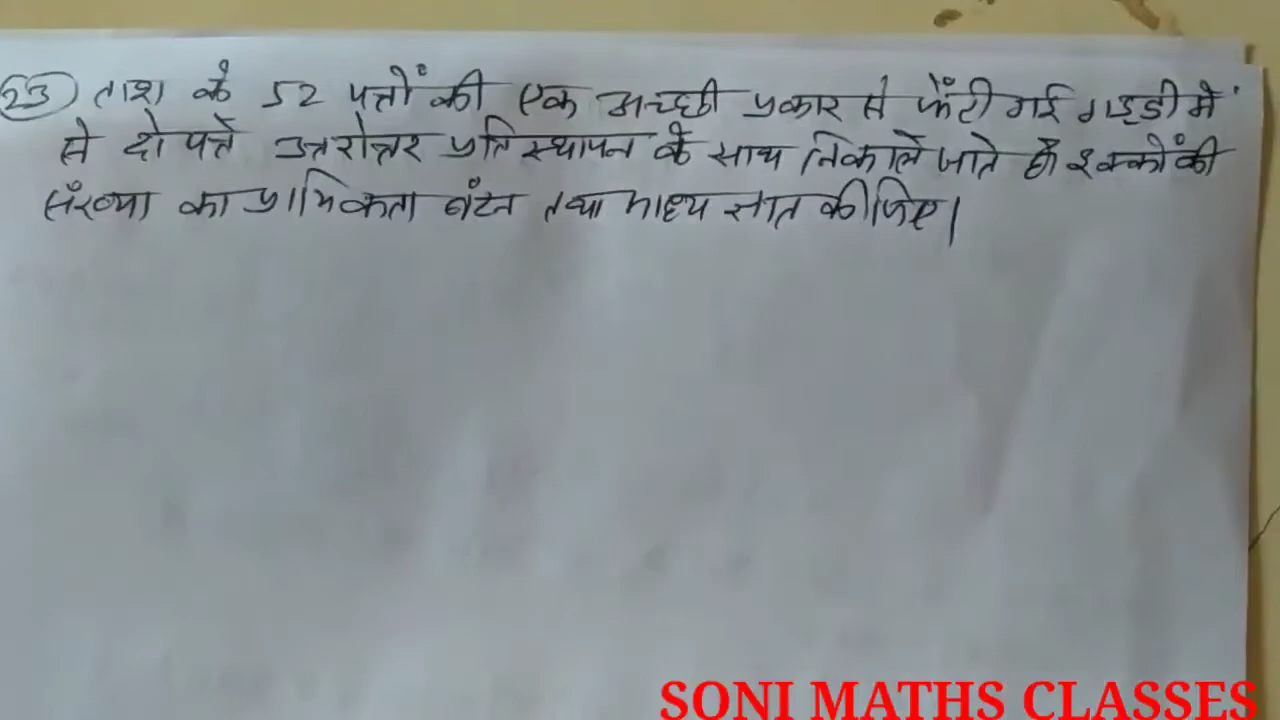 23) ताश के 52 पत्तों की एक अच्छी प्रकार से फेंटी गई गड्डी में
से दो पत्ते उत्तरोत्तर प्रतिस्थापन के साथ निकाले जाते हैं इक्कों की
संख्या का प्रायिकता बंटन तथा माध्य ज्ञात कीजिए।
SONI MATHS CLASSES